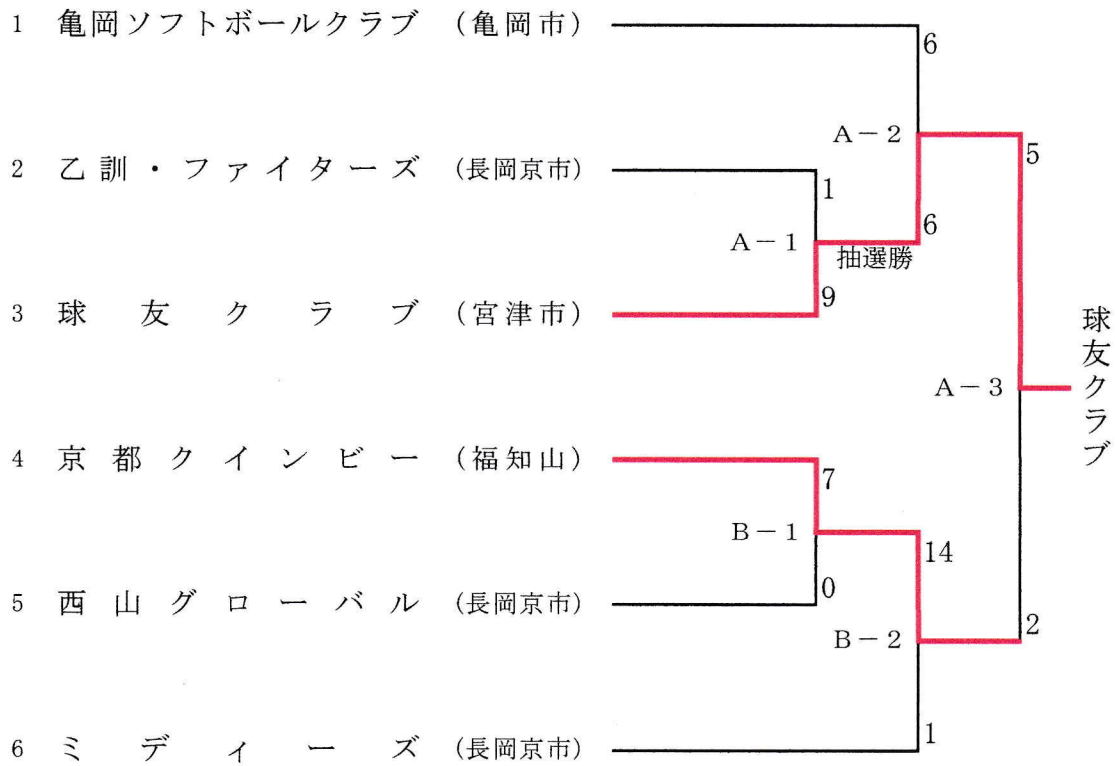 1 亀岡ソフトボールクラブ (亀岡市)
6
A－2
5
2 乙訓・ファイターズ (長岡京市)
1
6
A－1
抽選勝
9
3 球友クラブ (宮津市)
球友クラブ
A－3
4 京都クインビー (福知山)
7
B－1
14
0
5 西山グローバル (長岡京市)
2
B－2
1
6 ミディーズ (長岡京市)